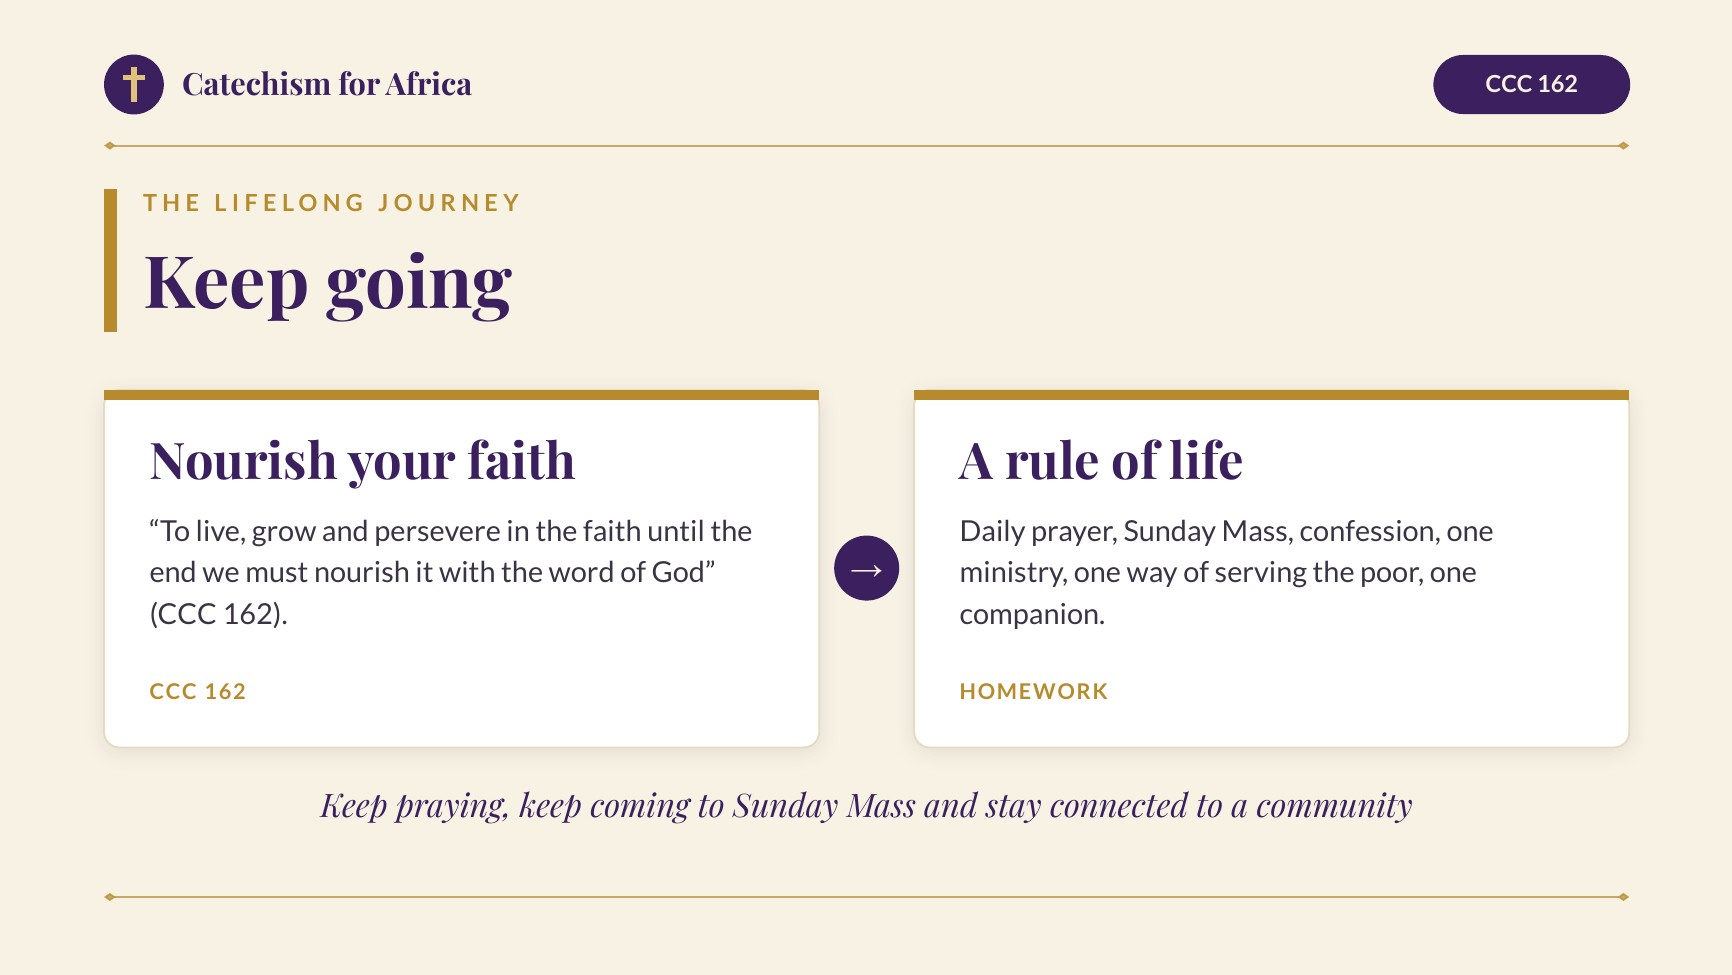 Catechism for Africa
CCC 162
THE LIFELONG JOURNEY
Keep going
Nourish your faith
“To live, grow and persevere in the faith until the
end we must nourish it with the word of God”
(CCC 162).
CCC 162
→
A rule of life
Daily prayer, Sunday Mass, confession, one
ministry, one way of serving the poor, one
companion.
HOMEWORK
Keep praying, keep coming to Sunday Mass and stay connected to a community